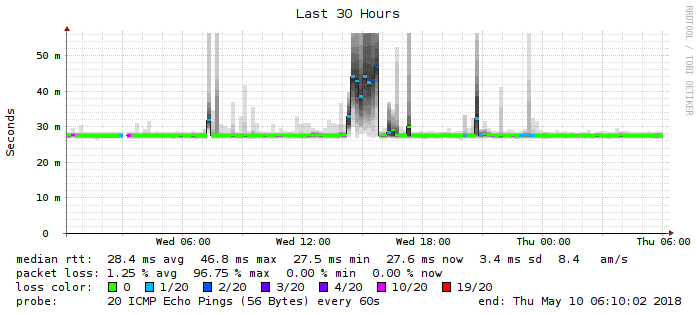 Last 30 Hours
RRDTOOL / TOBI OETIKER
Seconds
50 m
40 m
30 m
20 m
10 m
0
Wed 06:00 Wed 12:00 Wed 18:00 Thu 00:00 Thu 06:00
median rtt: 28.4 ms avg 46.8 ms max 27.5 ms min 27.6 ms now 3.4 ms sd 8.4 am/s
packet loss: 1.25 % avg 96.75 % max 0.00 % min 0.00 % now
loss color: 0 1/20 2/20 3/20 4/20 10/20 19/20
probe: 20 ICMP Echo Pings (56 Bytes) every 60s end: Thu May 10 06:10:02 2018